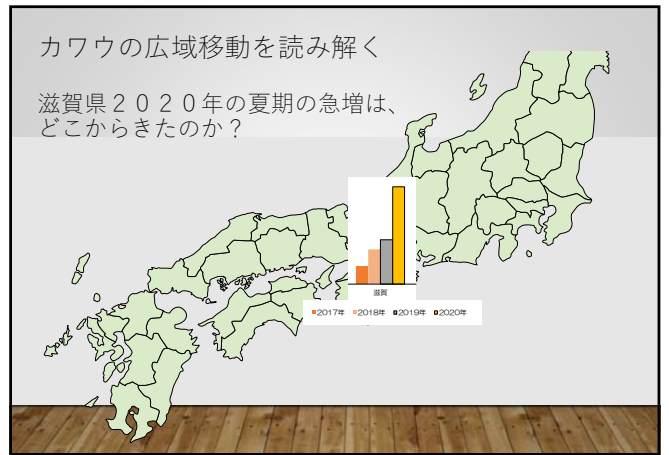 カワウの広域移動を読み解く
滋賀県２０２０年の夏期の急増は、
どこからきたのか？
滋賀
2017年 2018年 2019年 2020年